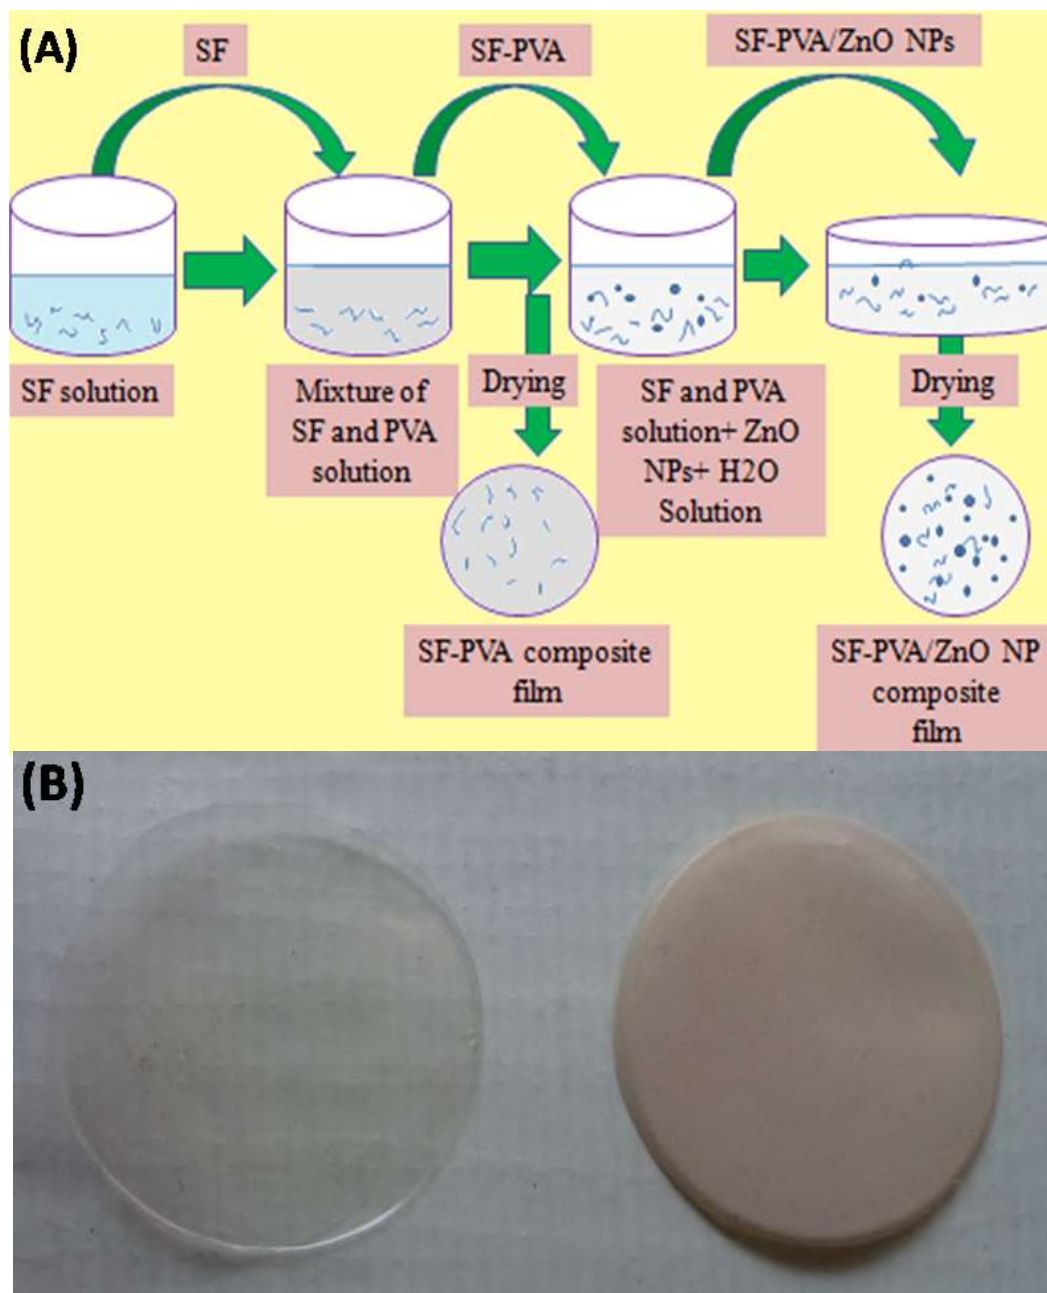 (A)
SF
SF-PVA
SF-PVA/ZnO NPs
SF solution
Mixture of
SF and PVA
solution
Drying
SF and PVA
solution+ ZnO
NPs+ H2O
Solution
Drying
SF-PVA composite
film
SF-PVA/ZnO NP
composite
film
(B)